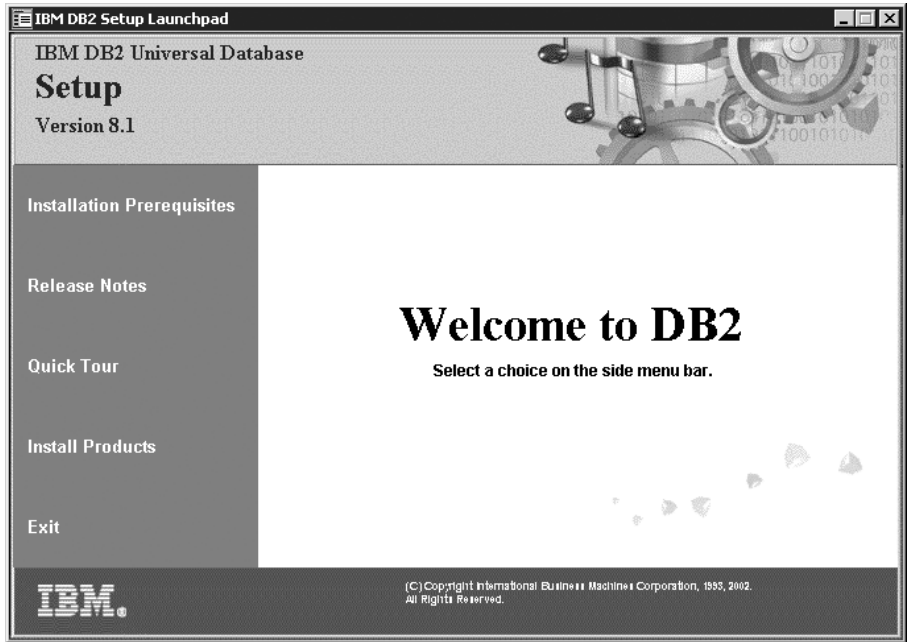 IBM DB2 Setup Launchpad
IBM DB2 Universal Database
Setup
Version 8.1
Installation Prerequisites
Release Notes
Quick Tour
Install Products
Exit
Welcome to DB2
Select a choice on the side menu bar.
IBM®
(C) Copyright International Business Machines Corporation, 1993, 2002.
All Rights Reserved.